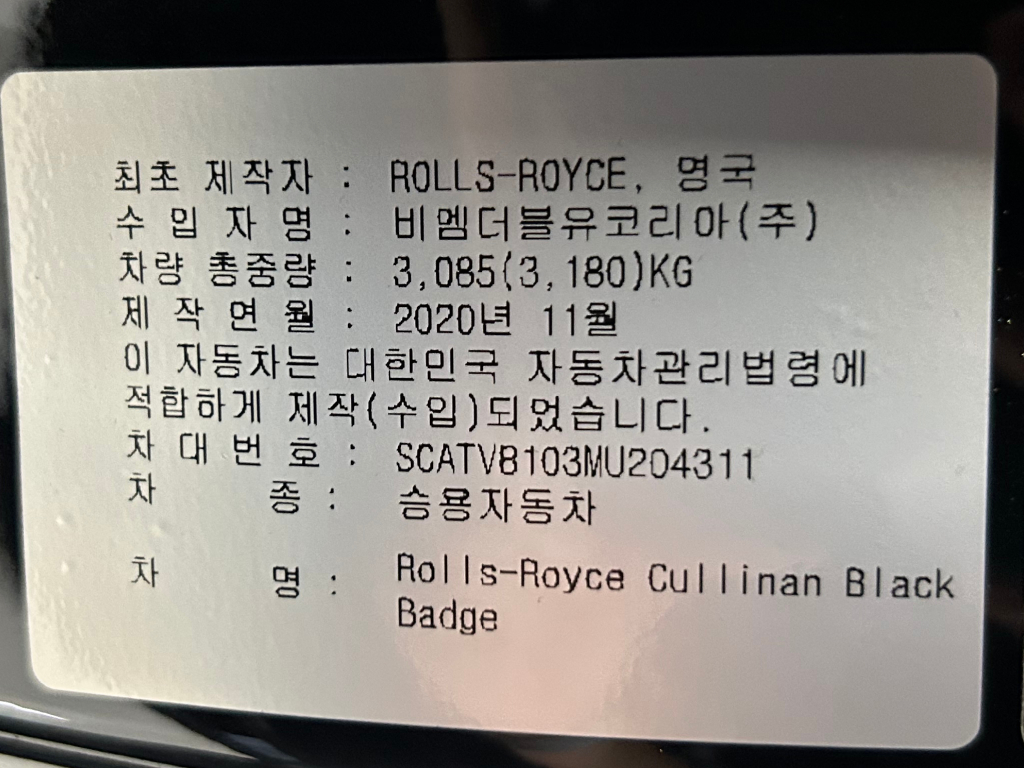 최초 제작자 : ROLLS-ROYCE, 영국
수 입 자 명 : 비엠더블유코리아(주)
차량 총중량 : 3,085(3,180)KG
제 작 연 월 : 2020년 11월
이 자동차는 대한민국 자동차관리법령에
적합하게 제작(수입)되었습니다.
차 대 번 호 : SCATV8103MU204311
차 종 : 승용자동차
차 명 : Rolls-Royce Cullinan Black
Badge